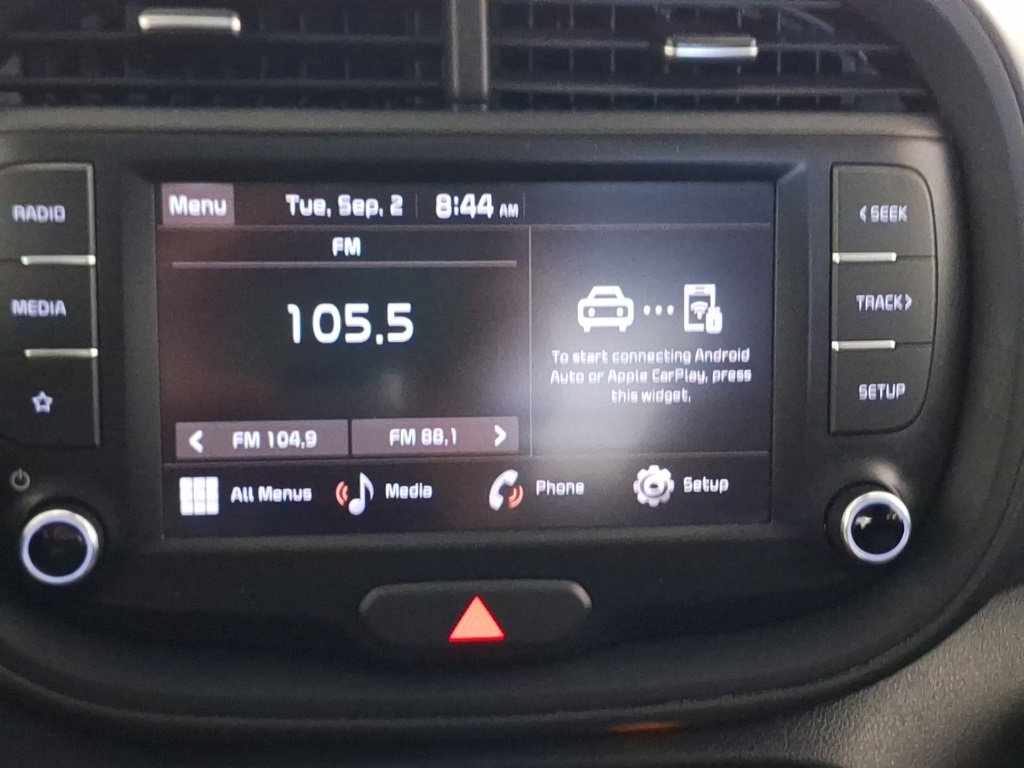 Menu Tue, Sep. 2 8:44 AM
RADIO
MEDIA
FM
105.5
FM 104.9 FM 88.1
To start connecting Android
Auto or Apple CarPlay, press
this widget.
All Menus Media Phone Setup
< SEEK
TRACK >
SETUP